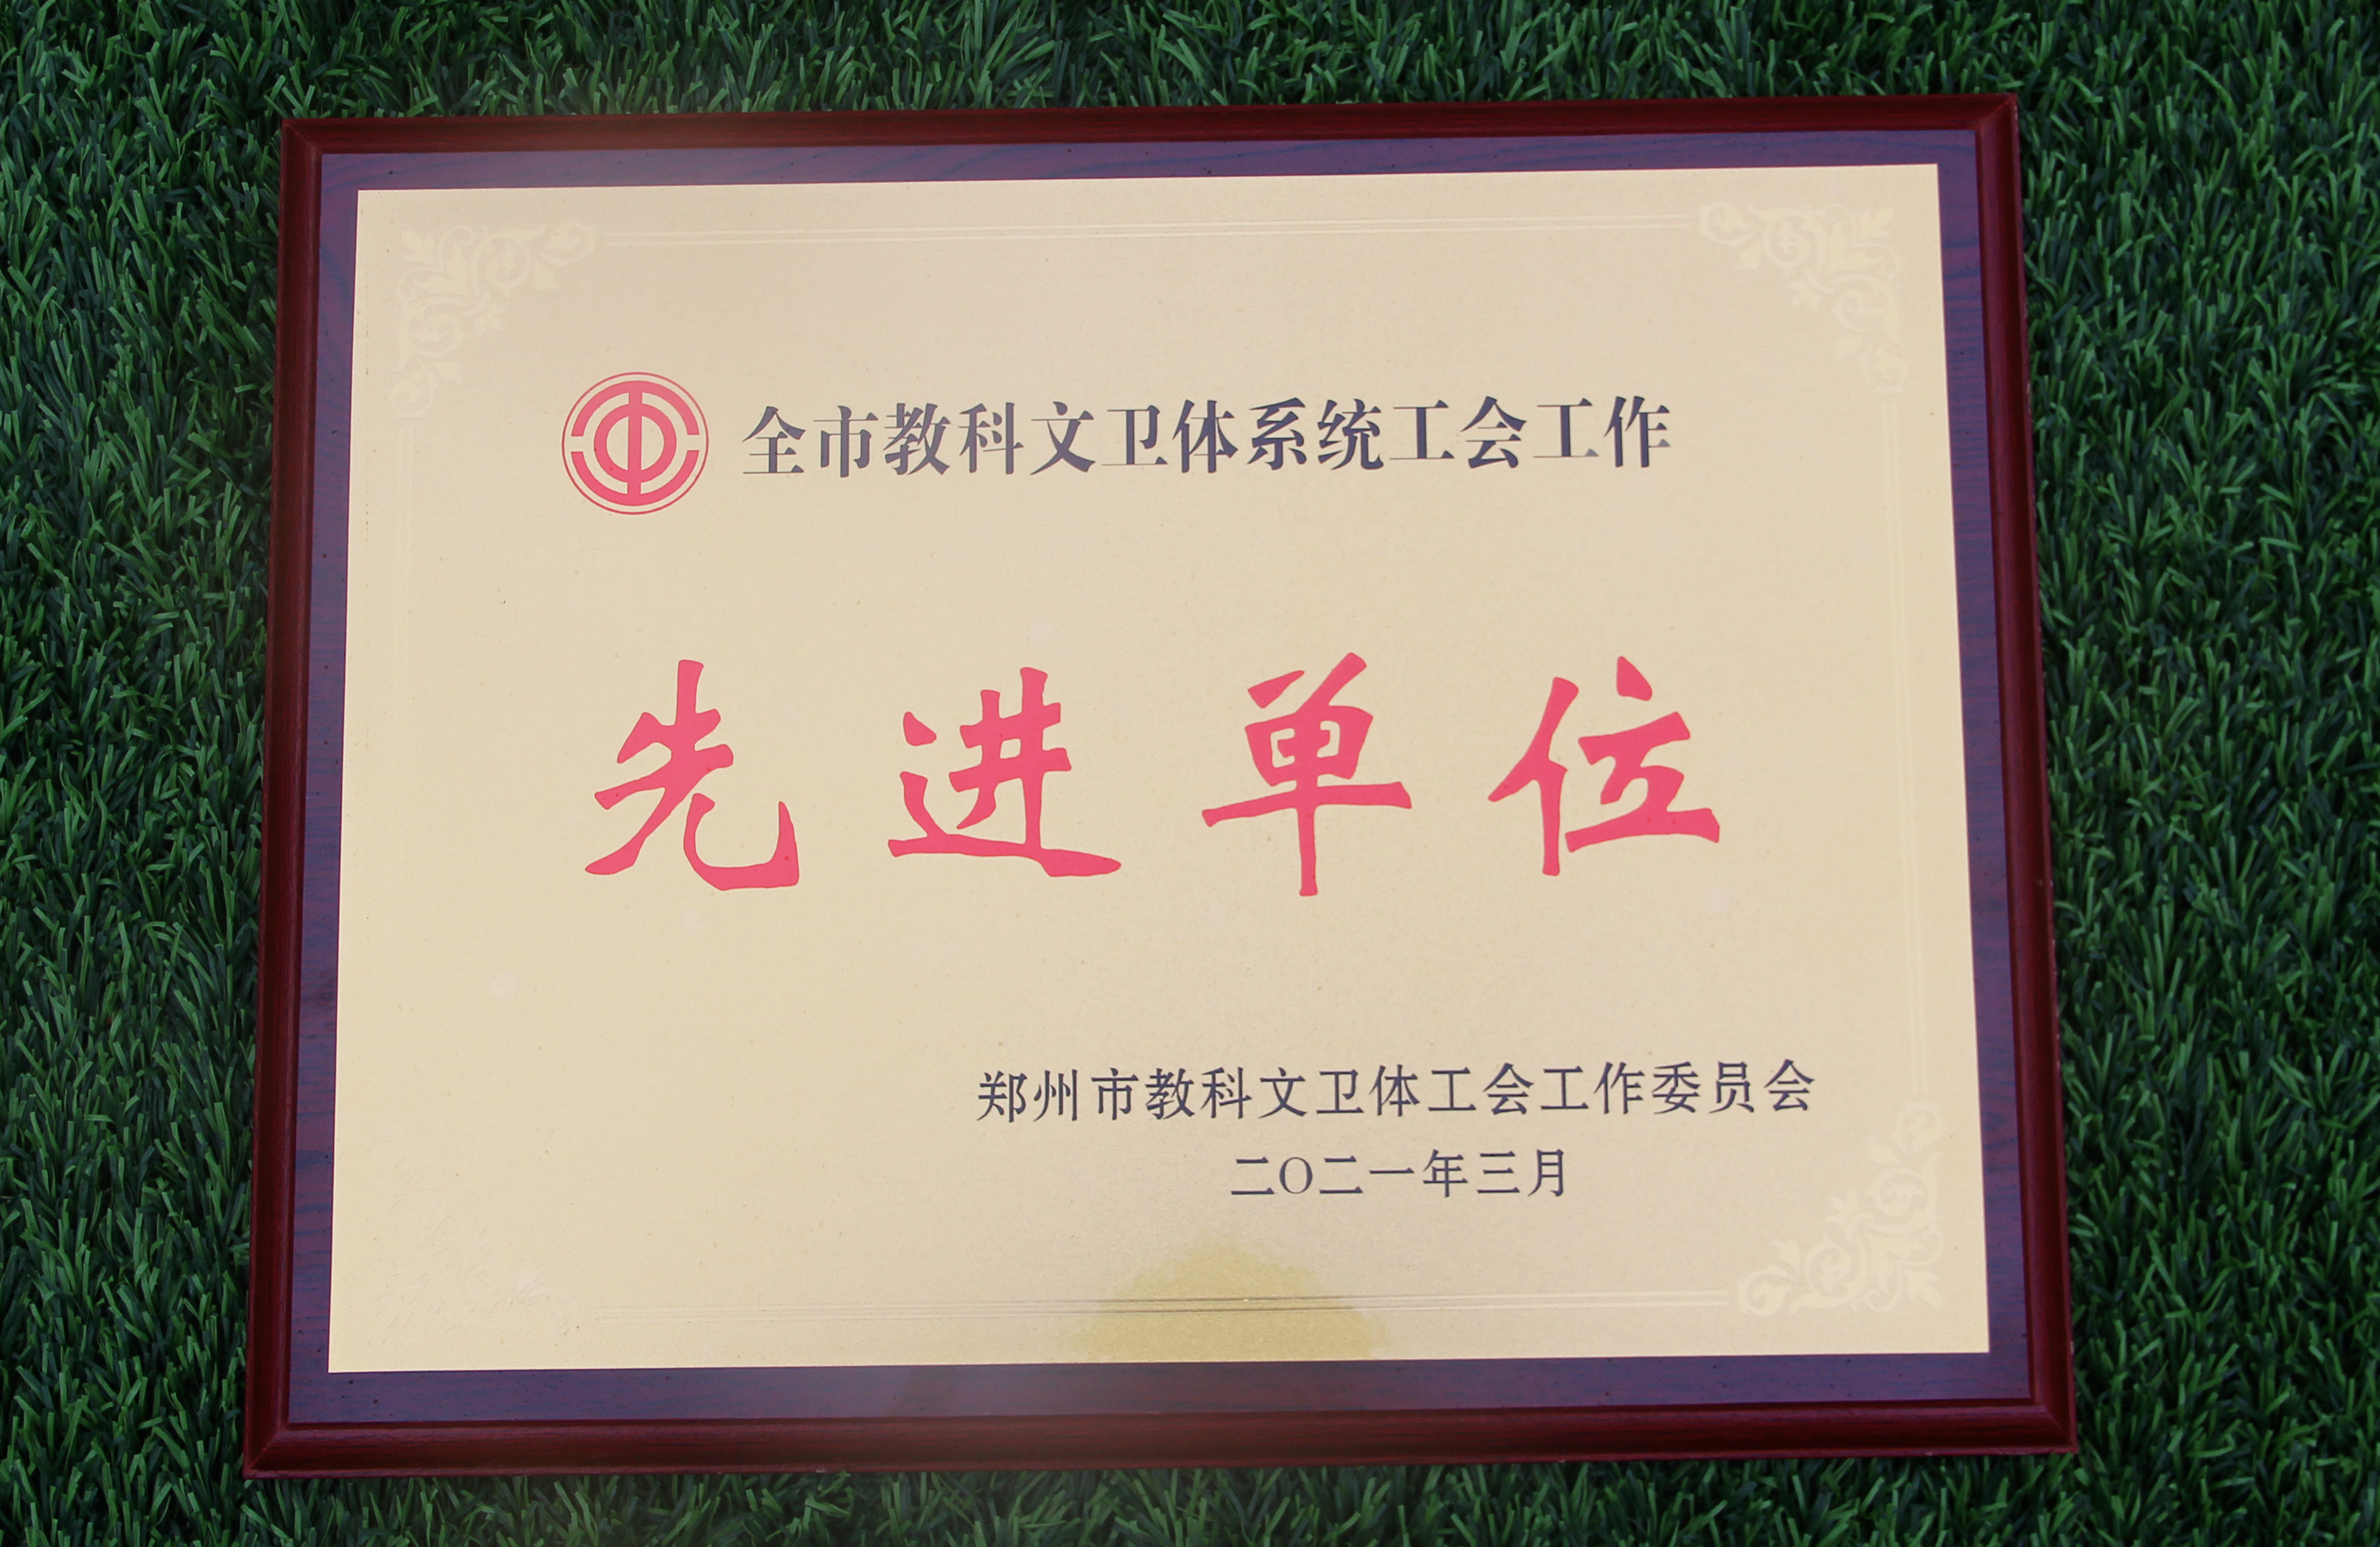 全市教科文卫体系统工会工作
先进单位
郑州市教科文卫体工会工作委员会
二〇二一年三月